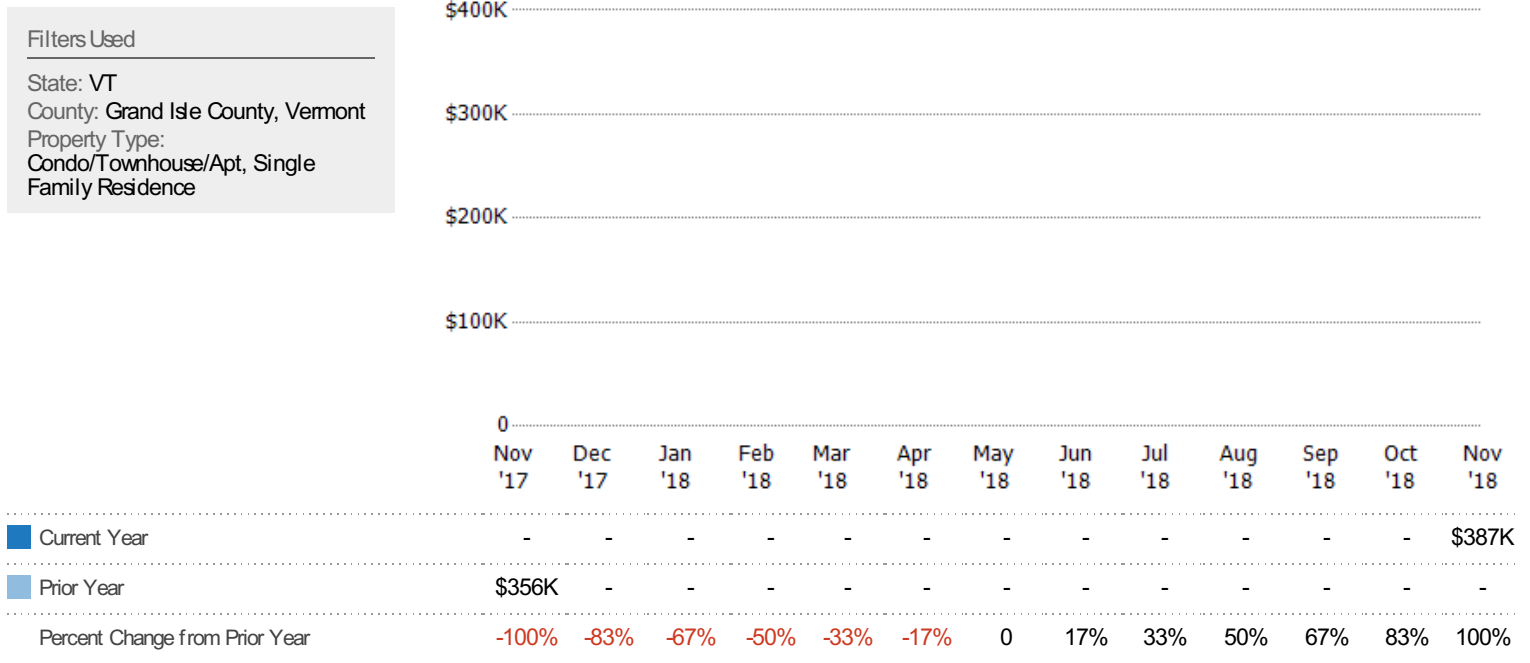 Filters Used
State: VT
County: Grand Isle County, Vermont
Property Type:
Condo/Townhouse/Apt, Single
Family Residence
$400K
$300K
$200K
$100K
0
Nov Dec Jan Feb Mar Apr May Jun Jul Aug Sep Oct Nov
'17 '17 '18 '18 '18 '18 '18 '18 '18 '18 '18 '18 '18
Current Year - - - - - - - - - - - - $387K
Prior Year $356K - - - - - - - - - - - -
Percent Change from Prior Year -100% -83% -67% -50% -33% -17% 0 17% 33% 50% 67% 83% 100%